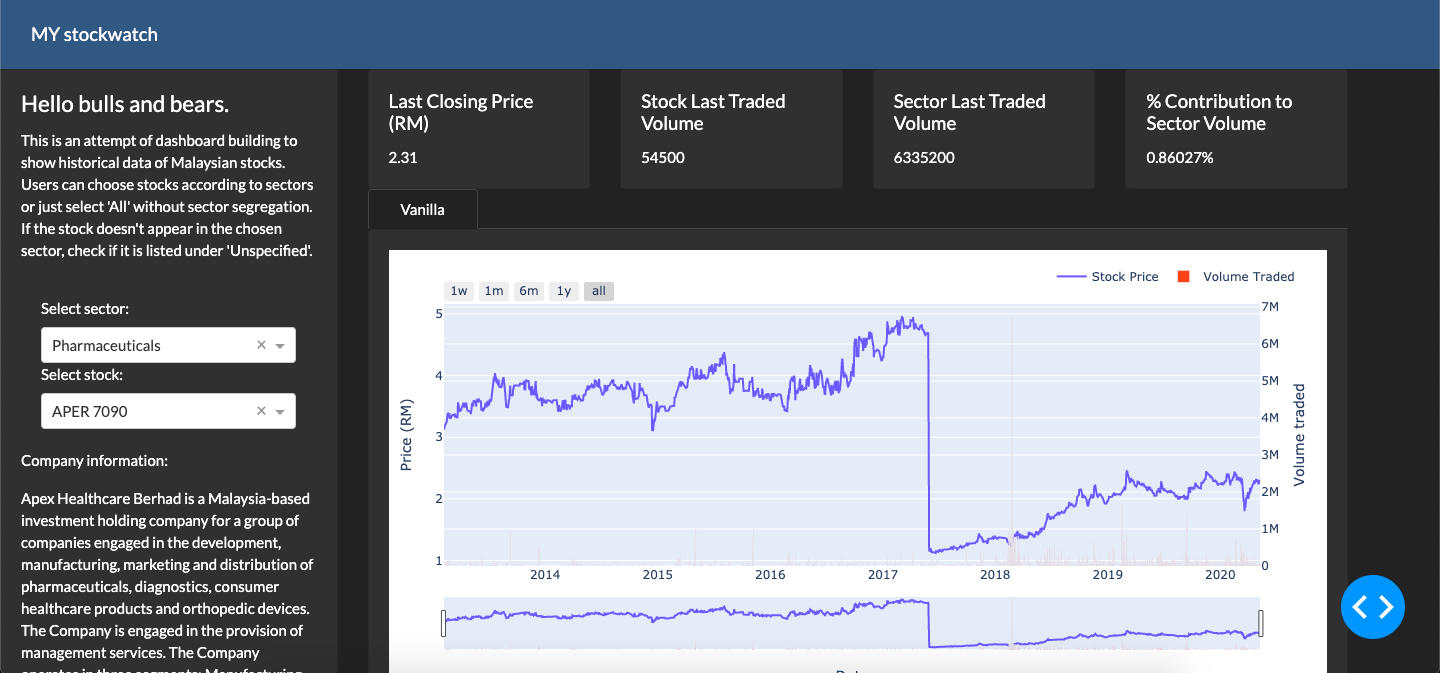 MY stockwatch
Hello bulls and bears.
This is an attempt of dashboard building to
show historical data of Malaysian stocks.
Users can choose stocks according to sectors
or just select 'All' without sector segregation.
If the stock doesn't appear in the chosen
sector, check if it is listed under 'Unspecified'.
Select sector:
Pharmaceuticals
Select stock:
APER 7090
Company information:
Apex Healthcare Berhad is a Malaysia-based
investment holding company for a group of
companies engaged in the development,
manufacturing, marketing and distribution of
pharmaceuticals, diagnostics, consumer
healthcare products and orthopedic devices.
The Company is engaged in the provision of
management services. The Company
operates in three segments: Manufacturing
Last Closing Price
(RM)
2.31
Stock Last Traded
Volume
54500
Sector Last Traded
Volume
6335200
% Contribution to
Sector Volume
0.86027%
Vanilla
Stock Price
Volume Traded
1w 1m 6m 1y all
5
4
3
2
1
Price (RM)
7M
6M
5M
4M
3M
2M
1M
0
Volume traded
2014 2015 2016 2017 2018 2019 2020